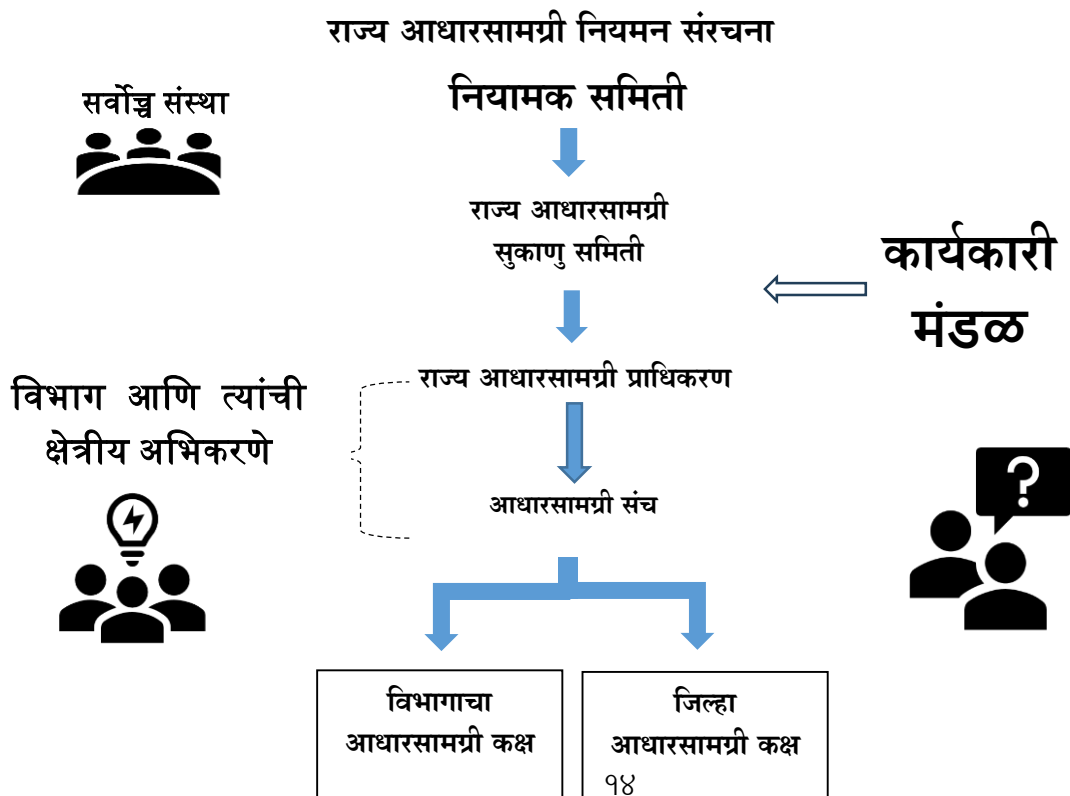 राज्य आधारसामग्री नियमन संरचना
नियामक समिती
सर्वोच्च संस्था
राज्य आधारसामग्री
सुकाणु समिती
कार्यकारी
मंडळ
राज्य आधारसामग्री प्राधिकरण
विभाग आणि त्यांची
क्षेत्रीय अभिकरणे
आधारसामग्री संच
?
विभागाचा
आधारसामग्री कक्ष
जिल्हा
आधारसामग्री कक्ष
१४